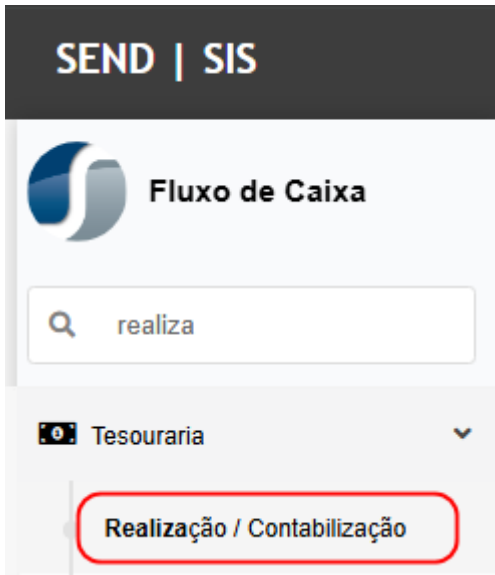 SEND | SIS
Fluxo de Caixa
realiza
Tesouraria
Realização / Contabilização